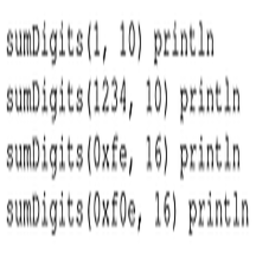 sumDigits(1, 10) println
sumDigits(1234, 10) println
sumDigits(0xfe, 16) println
sumDigits(0xf0e, 16) println